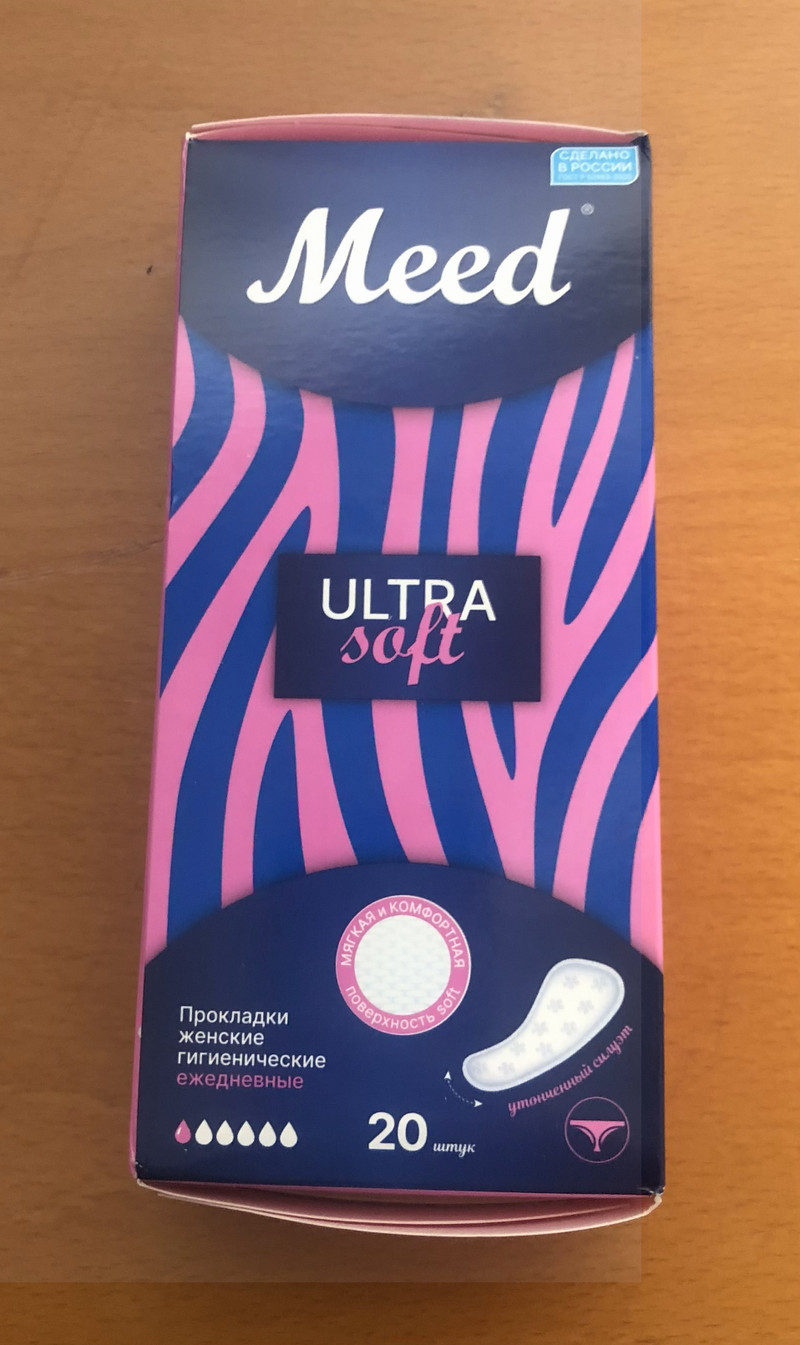 СДЕЛАНО
В РОССИИ
Meed®
ULTRA
soft
МЯГКАЯ и КОМФОРТНАЯ
поверхность soft
Прокладки
женские
гигиенические
ежедневные
утонченный силуэт
20 штук